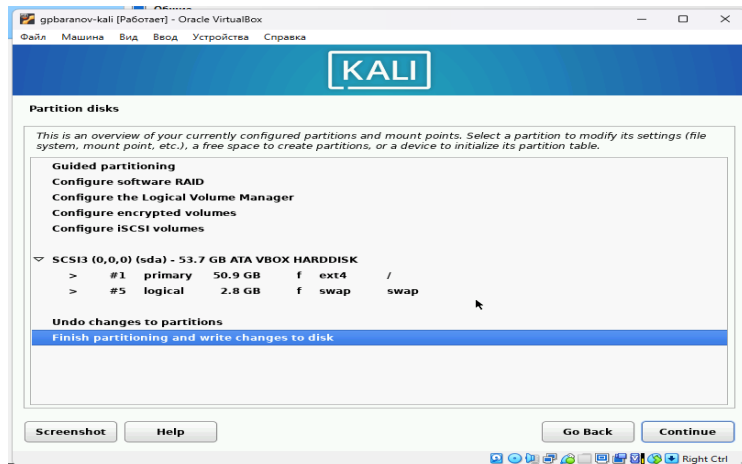 Общие
gpbaranov-kali [Работает] - Oracle VirtualBox
Файл Машина Вид Ввод Устройства Справка
KALI
Partition disks
This is an overview of your currently configured partitions and mount points. Select a partition to modify its settings (file
system, mount point, etc.), a free space to create partitions, or a device to initialize its partition table.
Guided partitioning
Configure software RAID
Configure the Logical Volume Manager
Configure encrypted volumes
Configure iSCSI volumes
SCSI3 (0,0,0) (sda) - 53.7 GB ATA VBOX HARDDISK
> #1 primary 50.9 GB f ext4 /
> #5 logical 2.8 GB f swap swap
Undo changes to partitions
Finish partitioning and write changes to disk
Screenshot Help Go Back Continue
Right Ctrl